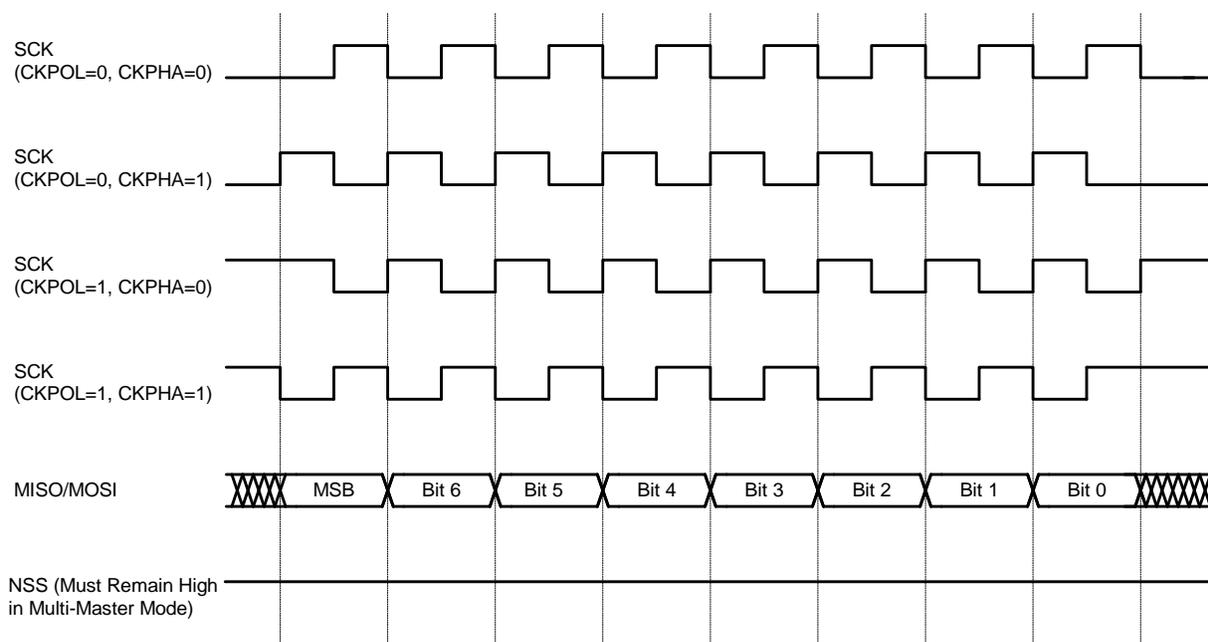 SCK
(CKPOL=0, CKPHA=0)
SCK
(CKPOL=0, CKPHA=1)
SCK
(CKPOL=1, CKPHA=0)
SCK
(CKPOL=1, CKPHA=1)
MISO/MOSI
MSB
Bit 6
Bit 5
Bit 4
Bit 3
Bit 2
Bit 1
Bit 0
NSS (Must Remain High
in Multi-Master Mode)